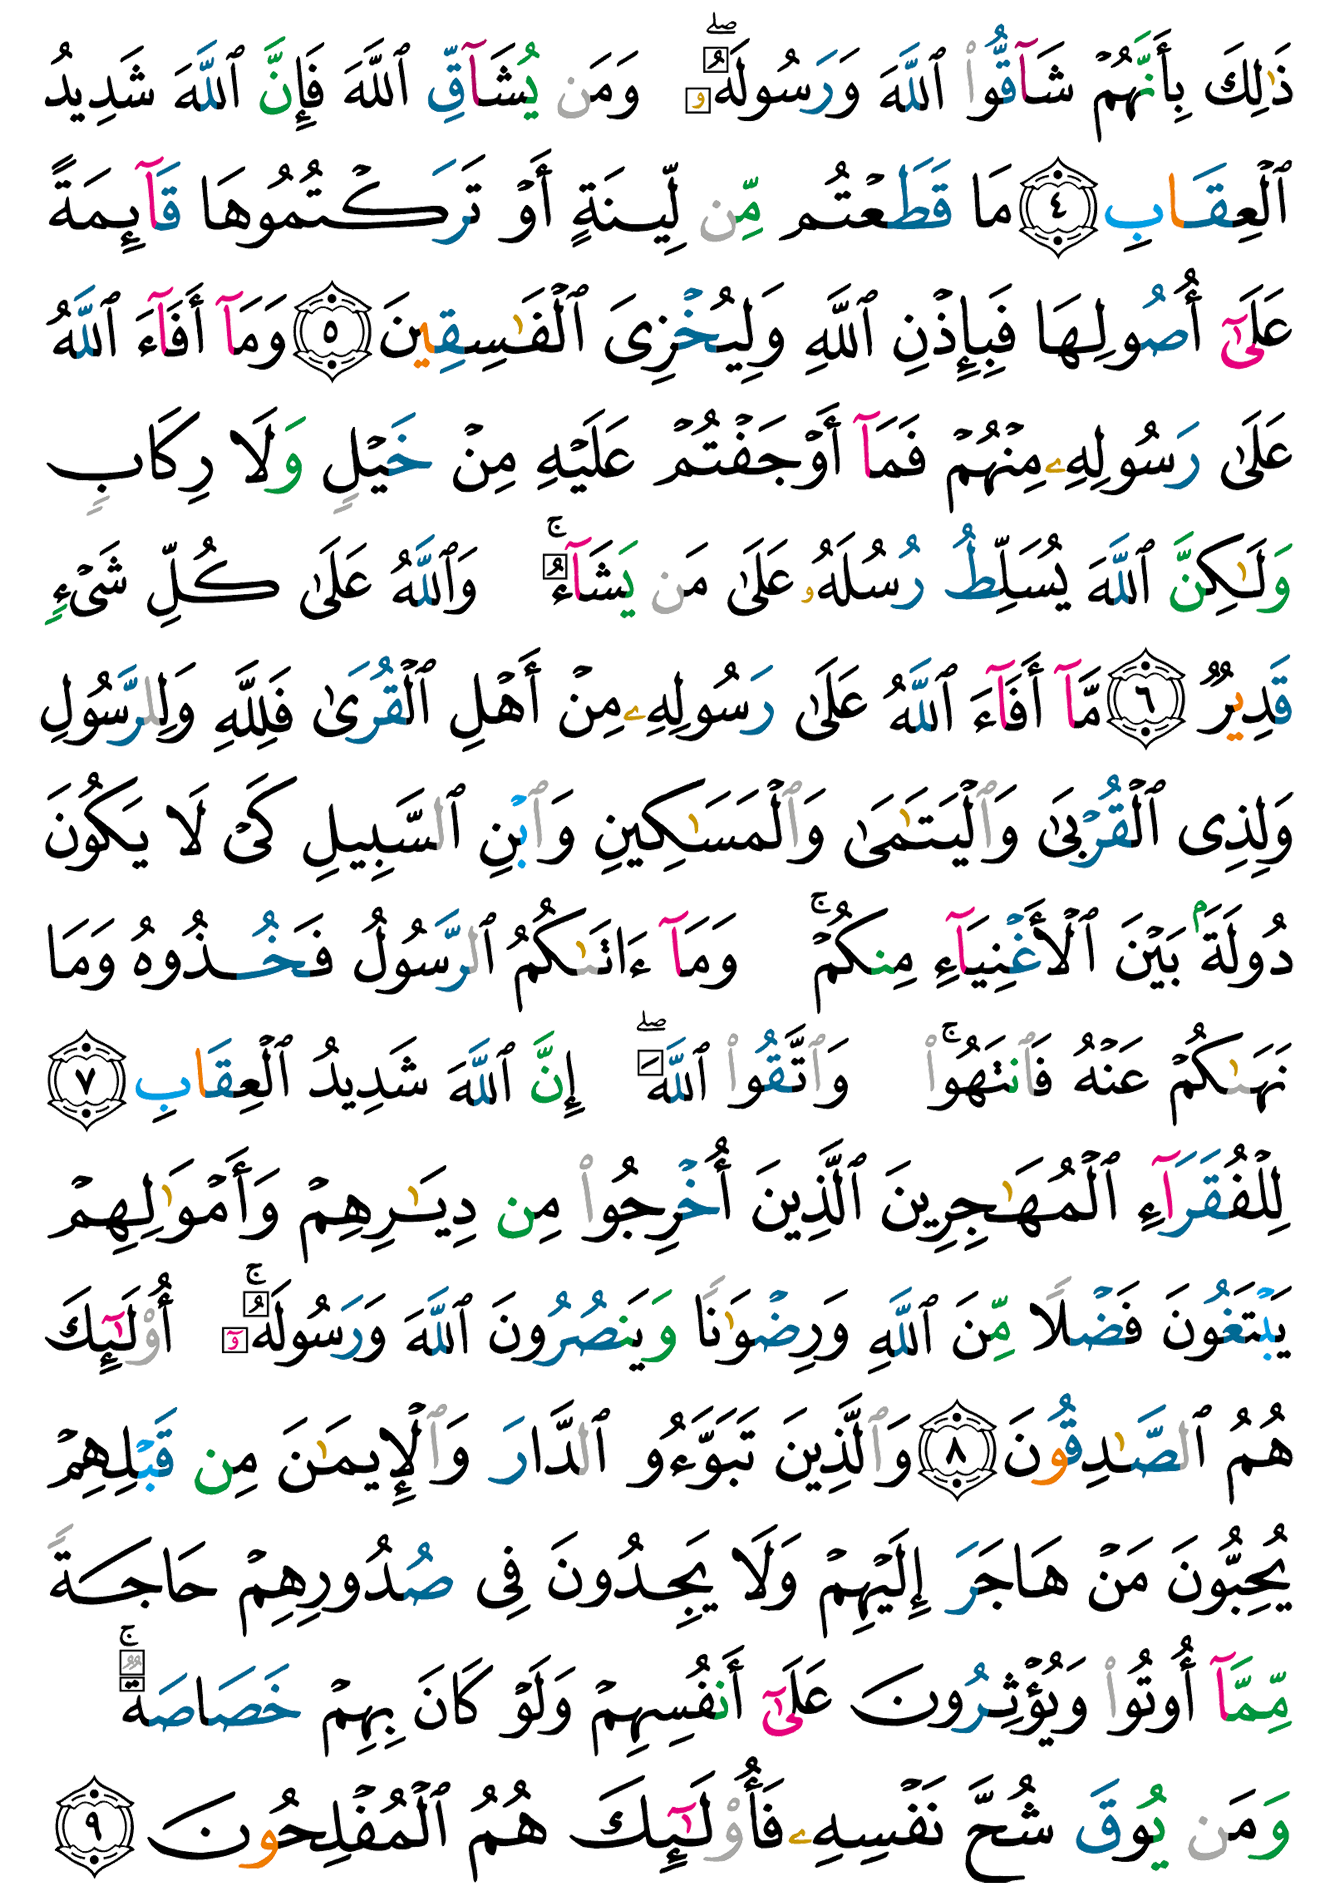 ذَٰلِكَ بِأَنَّهُمْ شَآقُّوا۟ ٱللَّهَ وَرَسُولَهُۥ ۖ وَمَن يُشَآقِّ ٱللَّهَ فَإِنَّ ٱللَّهَ شَدِيدُ
ٱلْعِقَابِ ٤ مَا قَطَعْتُم مِّن لِّينَةٍ أَوْ تَرَكْتُمُوهَا قَآئِمَةً
عَلَىٰٓ أُصُولِهَا فَبِإِذْنِ ٱللَّهِ وَلِيُخْزِىَ ٱلْفَـٰسِقِينَ ٥ وَمَآ أَفَآءَ ٱللَّهُ
عَلَىٰ رَسُولِهِۦ مِنْهُمْ فَمَآ أَوْجَفْتُمْ عَلَيْهِ مِنْ خَيْلٍ وَلَا رِكَابٍ
وَلَـٰكِنَّ ٱللَّهَ يُسَلِّطُ رُسُلَهُۥ عَلَىٰ مَن يَشَآءُ ۚ وَٱللَّهُ عَلَىٰ كُلِّ شَىْءٍ
قَدِيرٌ ٦ مَّآ أَفَآءَ ٱللَّهُ عَلَىٰ رَسُولِهِۦ مِنْ أَهْلِ ٱلْقُرَىٰ فَلِلَّهِ وَلِلرَّسُولِ
وَلِذِى ٱلْقُرْبَىٰ وَٱلْيَتَـٰمَىٰ وَٱلْمَسَـٰكِينِ وَٱبْنِ ٱلسَّبِيلِ كَىْ لَا يَكُونَ
دُولَةًۢ بَيْنَ ٱلْأَغْنِيَآءِ مِنكُمْ ۚ وَمَآ ءَاتَىٰكُمُ ٱلرَّسُولُ فَخُذُوهُ وَمَا
نَهَىٰكُمْ عَنْهُ فَٱنتَهُوا۟ ۚ وَٱتَّقُوا۟ ٱللَّهَ ۖ إِنَّ ٱللَّهَ شَدِيدُ ٱلْعِقَابِ ٧
لِلْفُقَرَآءِ ٱلْمُهَـٰجِرِينَ ٱلَّذِينَ أُخْرِجُوا۟ مِن دِيَـٰرِهِمْ وَأَمْوَٰلِهِمْ
يَبْتَغُونَ فَضْلًا مِّنَ ٱللَّهِ وَرِضْوَٰنًا وَيَنصُرُونَ ٱللَّهَ وَرَسُولَهُۥٓ ۚ أُو۟لَـٰٓئِكَ
هُمُ ٱلصَّـٰدِقُونَ ٨ وَٱلَّذِينَ تَبَوَّءُو ٱلدَّارَ وَٱلْإِيمَـٰنَ مِن قَبْلِهِمْ
يُحِبُّونَ مَنْ هَاجَرَ إِلَيْهِمْ وَلَا يَجِدُونَ فِى صُدُورِهِمْ حَاجَةً
مِّمَّآ أُوتُوا۟ وَيُؤْثِرُونَ عَلَىٰٓ أَنفُسِهِمْ وَلَوْ كَانَ بِهِمْ خَصَاصَةٌ ۚ
وَمَن يُوقَ شُحَّ نَفْسِهِۦ فَأُو۟لَـٰٓئِكَ هُمُ ٱلْمُفْلِحُونَ ٩